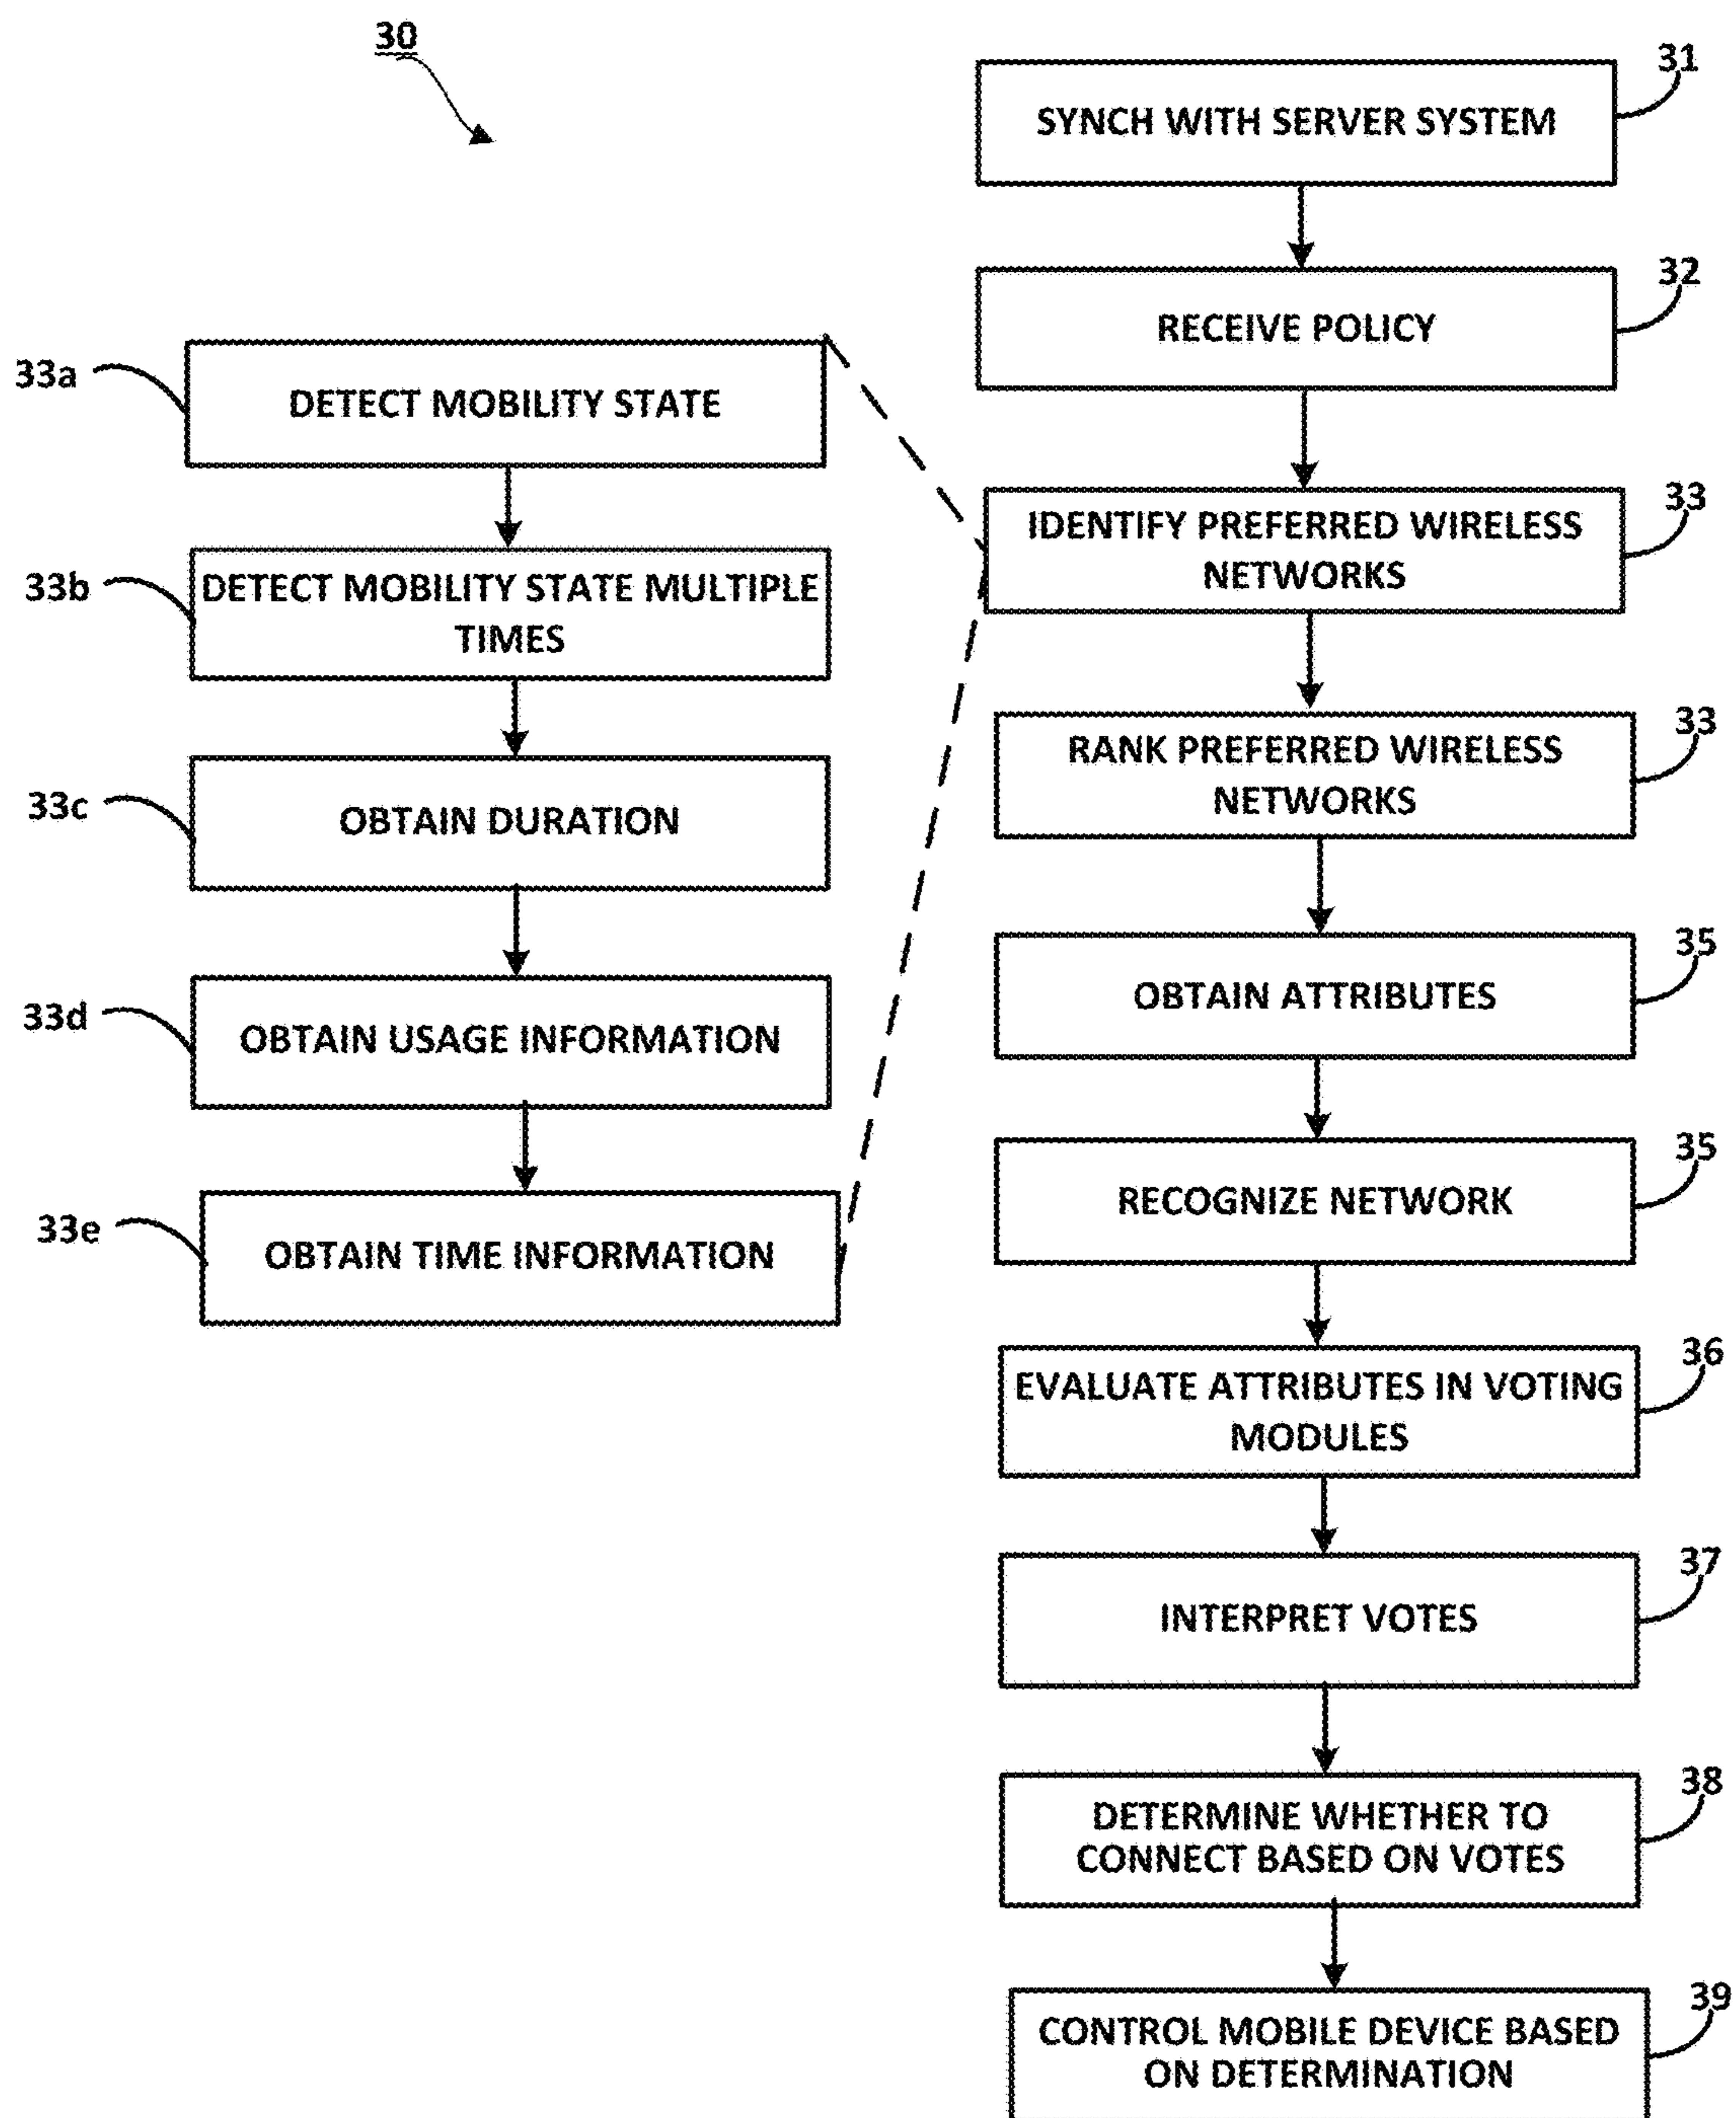 30
31
SYNCH WITH SERVER SYSTEM
32
RECEIVE POLICY
33a
DETECT MOBILITY STATE
33b
DETECT MOBILITY STATE MULTIPLE
TIMES
33c
OBTAIN DURATION
33d
OBTAIN USAGE INFORMATION
33e
OBTAIN TIME INFORMATION
33
IDENTIFY PREFERRED WIRELESS
NETWORKS
33
RANK PREFERRED WIRELESS
NETWORKS
35
OBTAIN ATTRIBUTES
35
RECOGNIZE NETWORK
36
EVALUATE ATTRIBUTES IN VOTING
MODULES
37
INTERPRET VOTES
38
DETERMINE WHETHER TO
CONNECT BASED ON VOTES
39
CONTROL MOBILE DEVICE BASED
ON DETERMINATION